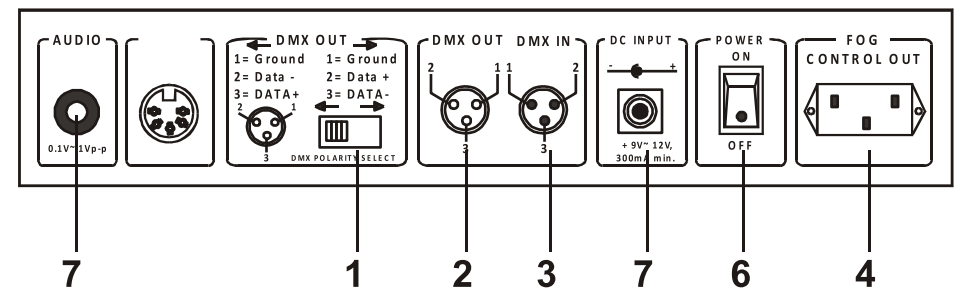 AUDIO
0.1V~1Vp-p
DMX OUT
1= Ground 1= Ground
2= Data - 2= Data +
3= DATA+ 3= DATA-
2 1
3
DMX POLARITY SELECT
DMX OUT DMX IN
2 1 1 2
3 3
DC INPUT
- +
+ 9V~ 12V,
300mA min.
POWER
ON
OFF
FOG
CONTROL OUT
7 1 2 3 7 6 4